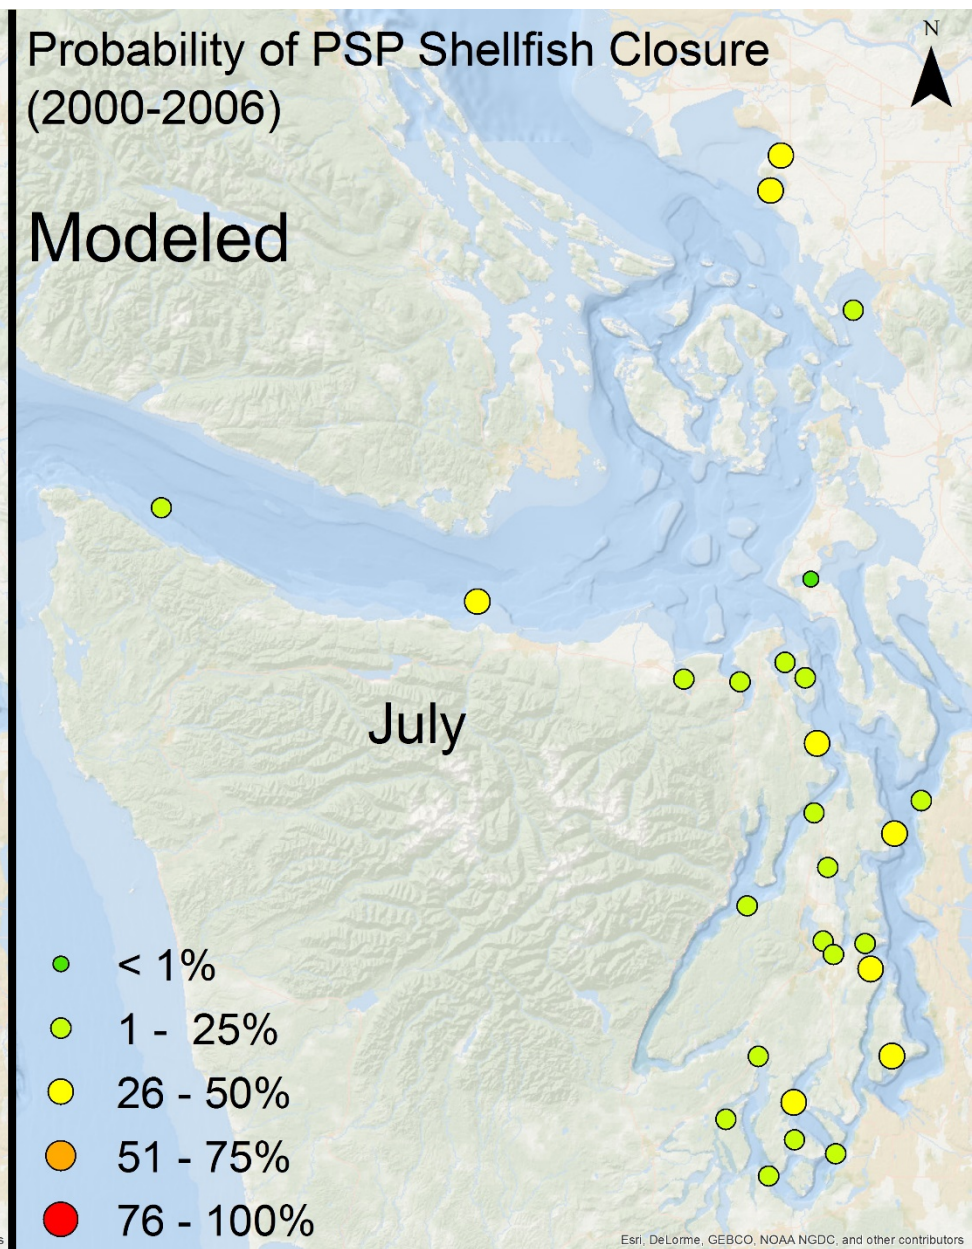 Probability of PSP Shellfish Closure
(2000-2006)
N
Modeled
July
< 1%
1 - 25%
26 - 50%
51 - 75%
76 - 100%
s
Esri, DeLorme, GEBCO, NOAA NGDC, and other contributors